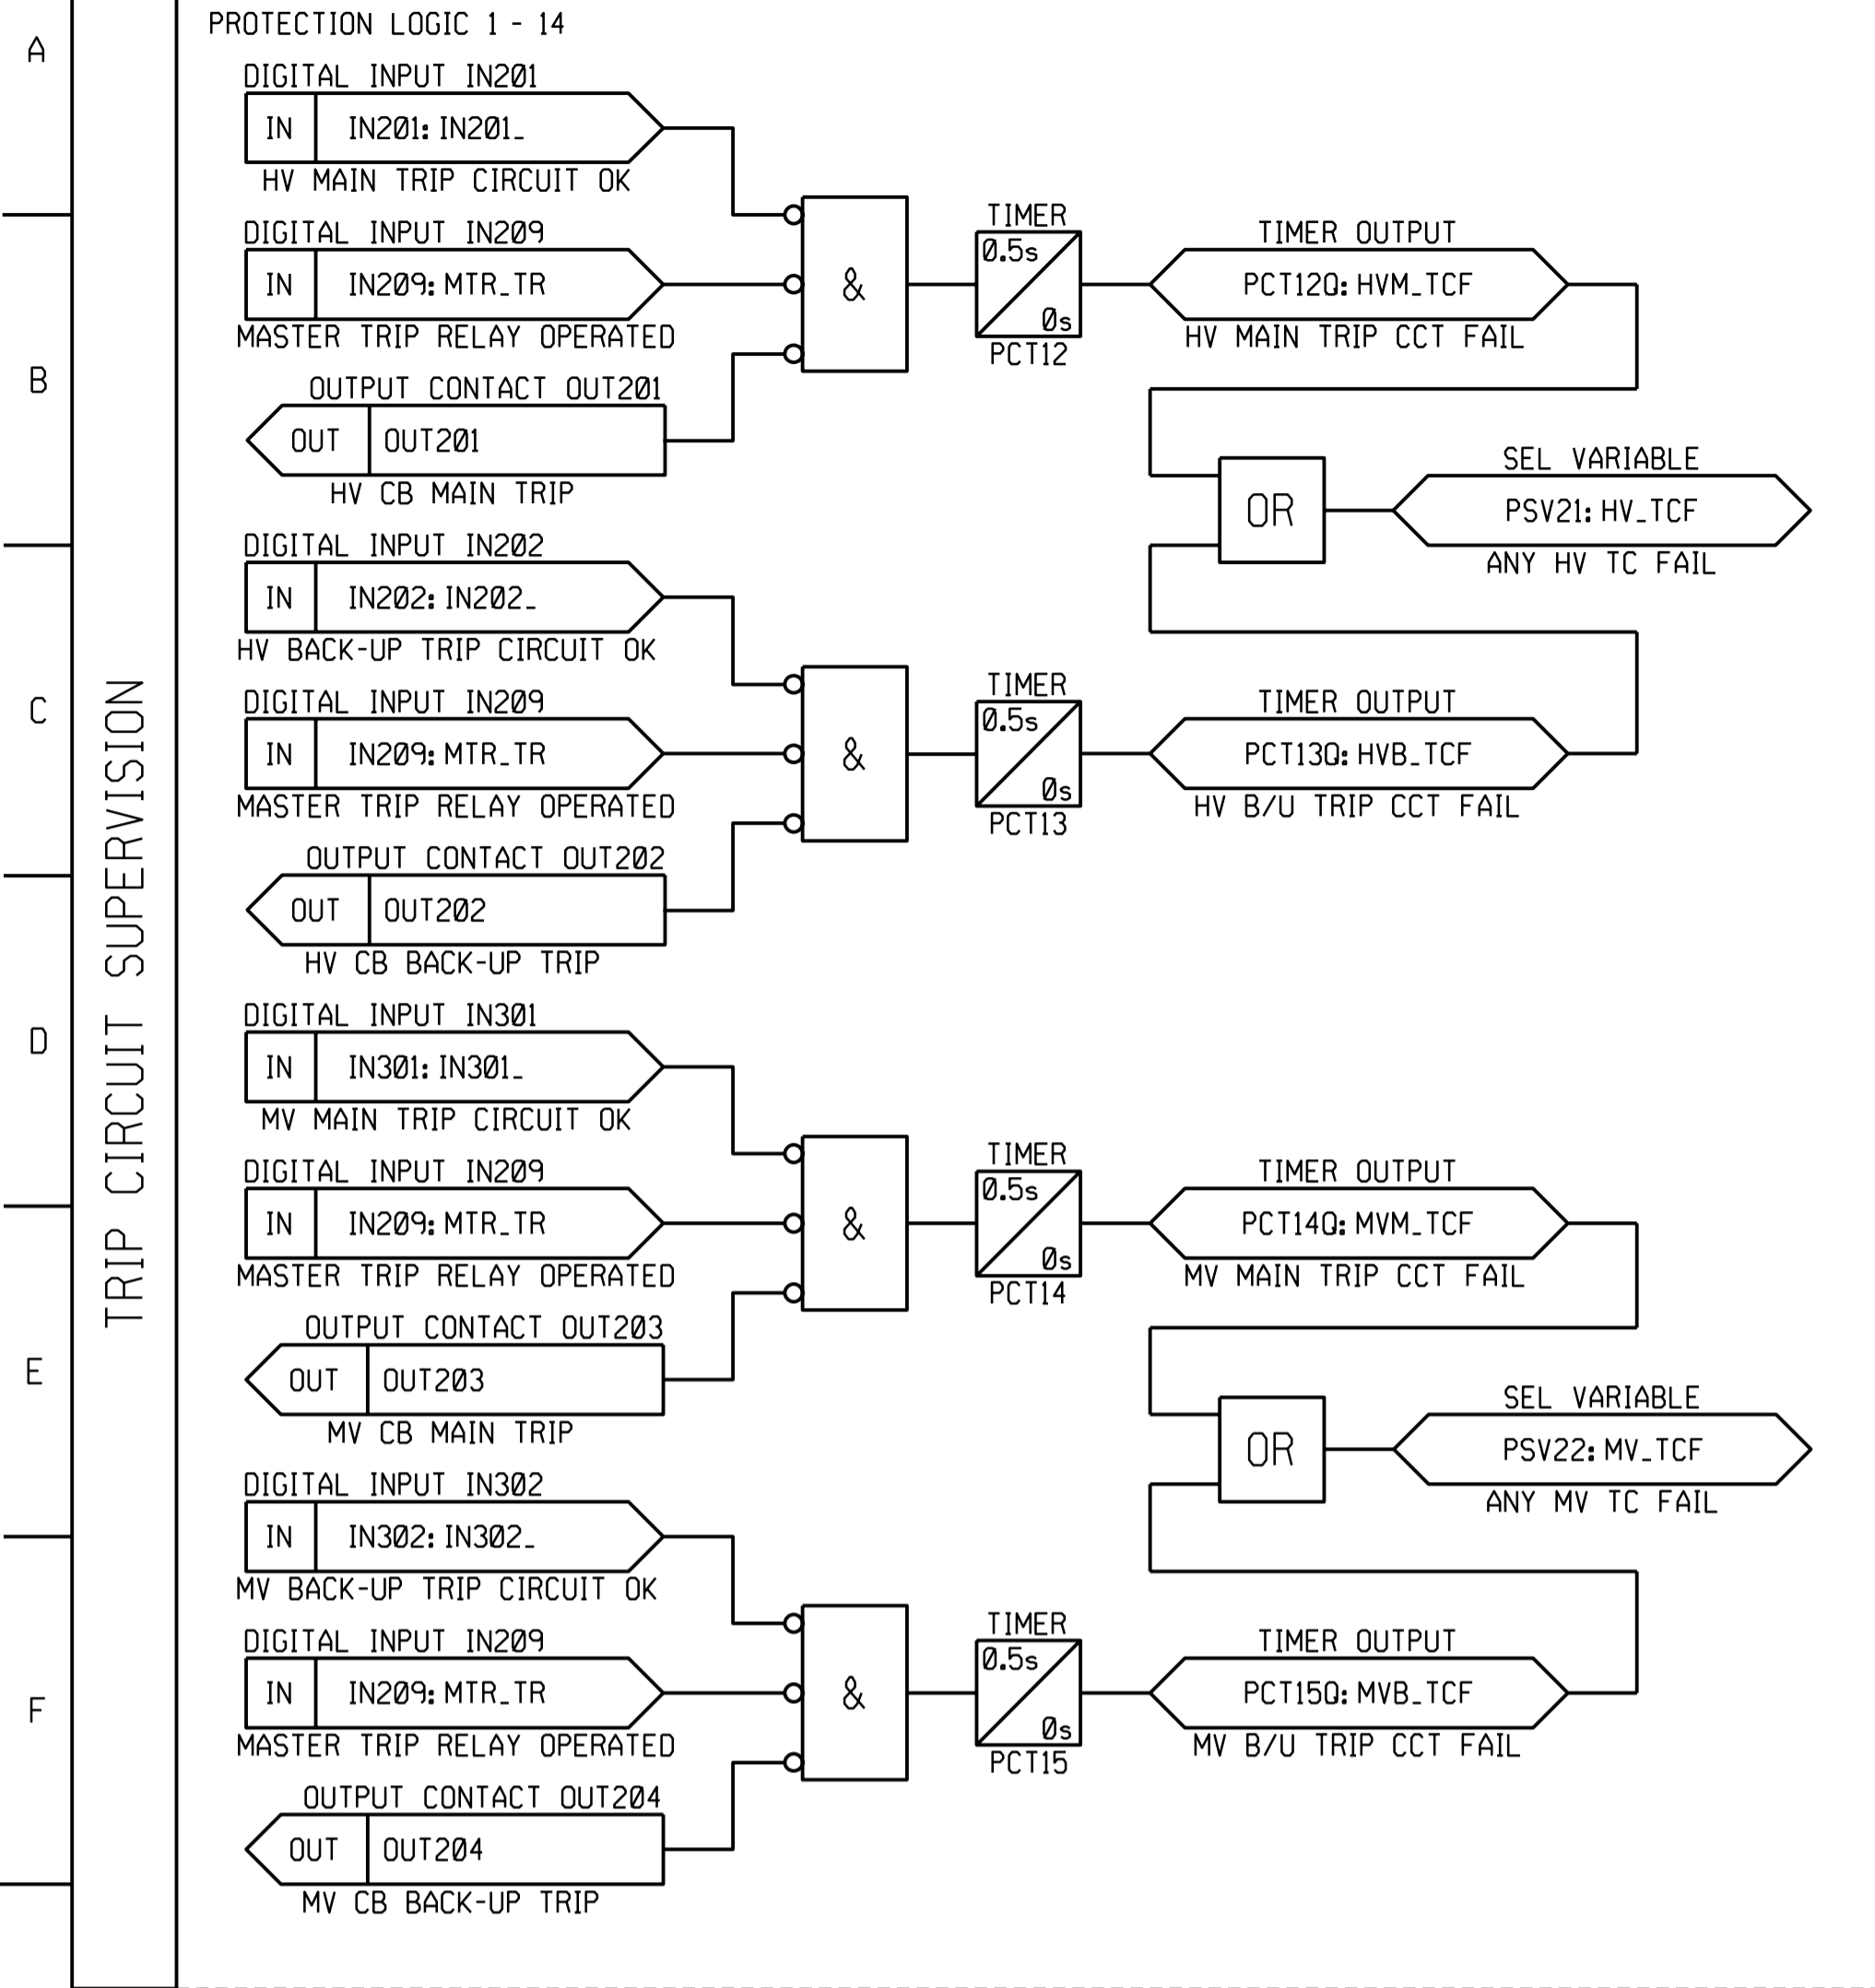 PROTECTION LOGIC 1 - 14
A
DIGITAL INPUT IN201
IN IN201: IN201_
HV MAIN TRIP CIRCUIT OK
DIGITAL INPUT IN209
IN IN209: MTR_TR
MASTER TRIP RELAY OPERATED
OUTPUT CONTACT OUT201
OUT OUT201
HV CB MAIN TRIP
&
TIMER
0.5s
0s
PCT12
TIMER OUTPUT
PCT12Q: HVM_TCF
HV MAIN TRIP CCT FAIL
B
OR
SEL VARIABLE
PSV21: HV_TCF
ANY HV TC FAIL
DIGITAL INPUT IN202
IN IN202: IN202_
HV BACK-UP TRIP CIRCUIT OK
C
DIGITAL INPUT IN209
IN IN209: MTR_TR
MASTER TRIP RELAY OPERATED
OUTPUT CONTACT OUT202
OUT OUT202
HV CB BACK-UP TRIP
&
TIMER
0.5s
0s
PCT13
TIMER OUTPUT
PCT13Q: HVB_TCF
HV B/U TRIP CCT FAIL
TRIP CIRCUIT SUPERVISION
D
DIGITAL INPUT IN301
IN IN301: IN301_
MV MAIN TRIP CIRCUIT OK
DIGITAL INPUT IN209
IN IN209: MTR_TR
MASTER TRIP RELAY OPERATED
OUTPUT CONTACT OUT203
OUT OUT203
MV CB MAIN TRIP
&
TIMER
0.5s
0s
PCT14
TIMER OUTPUT
PCT14Q: MVM_TCF
MV MAIN TRIP CCT FAIL
E
OR
SEL VARIABLE
PSV22: MV_TCF
ANY MV TC FAIL
DIGITAL INPUT IN302
IN IN302: IN302_
MV BACK-UP TRIP CIRCUIT OK
DIGITAL INPUT IN209
IN IN209: MTR_TR
MASTER TRIP RELAY OPERATED
F
OUTPUT CONTACT OUT204
OUT OUT204
MV CB BACK-UP TRIP
&
TIMER
0.5s
0s
PCT15
TIMER OUTPUT
PCT15Q: MVB_TCF
MV B/U TRIP CCT FAIL